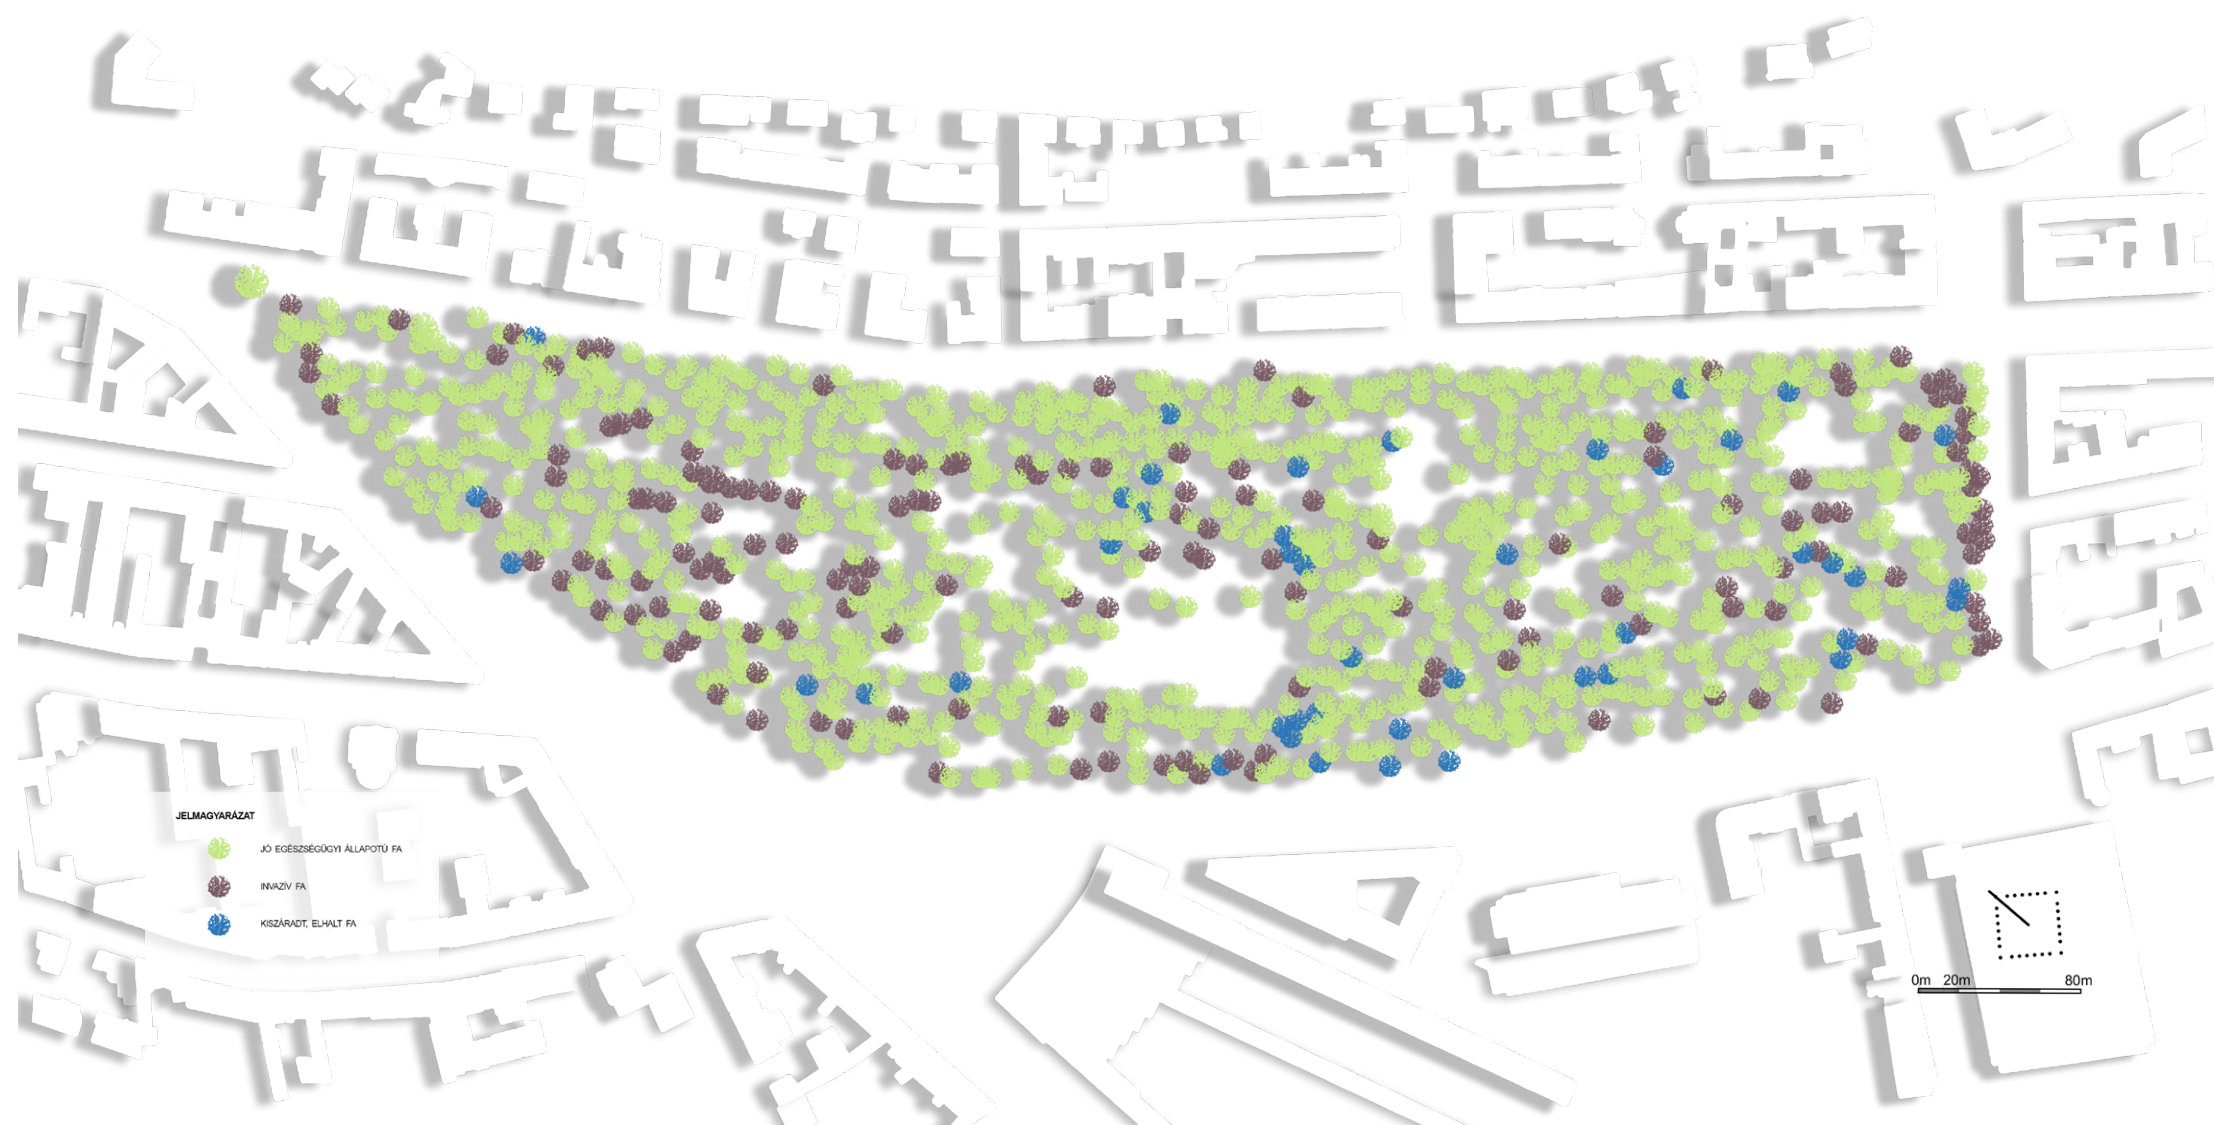 JELMAGYARÁZAT
JÓ EGÉSZSÉGÜGYI ÁLLAPOTÚ FA
INVAZÍV FA
KISZÁRADT, ELHALT FA
0m 20m 80m